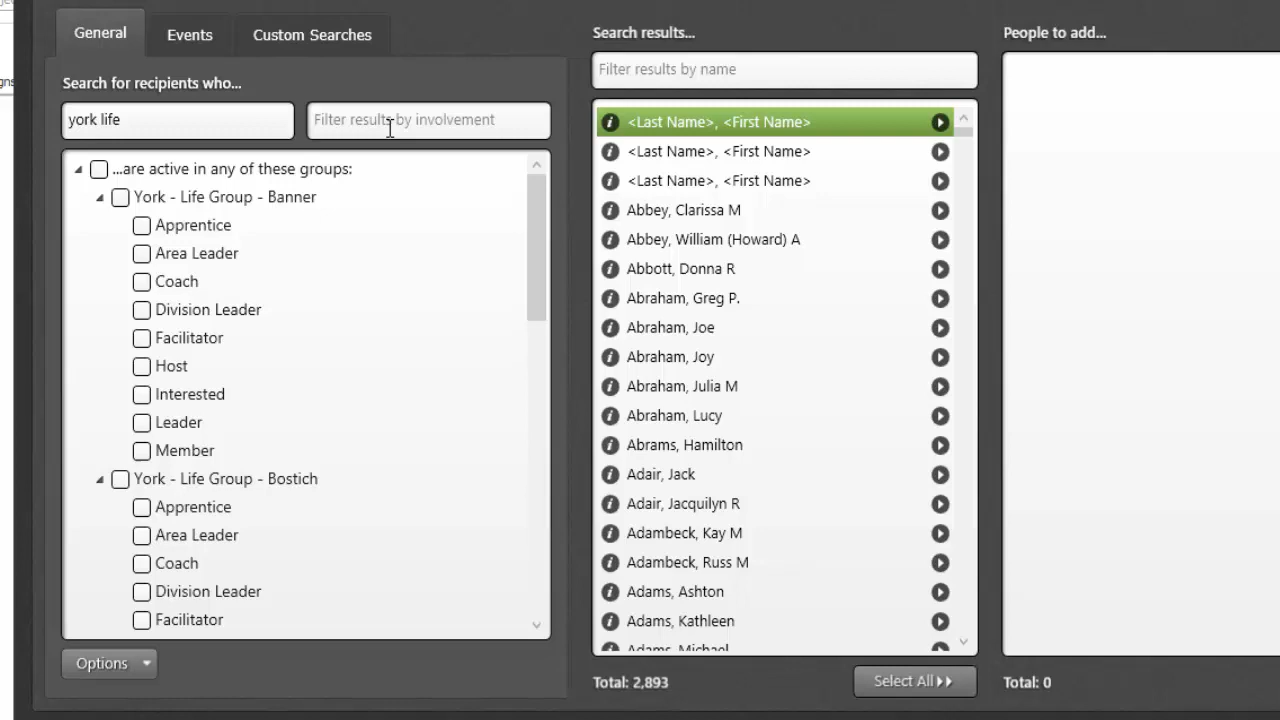 General
Events
Custom Searches
Search for recipients who...
york life
Filter results by involvement
...are active in any of these groups:
York - Life Group - Banner
Apprentice
Area Leader
Coach
Division Leader
Facilitator
Host
Interested
Leader
Member
York - Life Group - Bostich
Apprentice
Area Leader
Coach
Division Leader
Facilitator
Options
Search results...
Filter results by name
<Last Name>, <First Name>
<Last Name>, <First Name>
<Last Name>, <First Name>
Abbey, Clarissa M
Abbey, William (Howard) A
Abbott, Donna R
Abraham, Greg P.
Abraham, Joe
Abraham, Joy
Abraham, Julia M
Abraham, Lucy
Abrams, Hamilton
Adair, Jack
Adair, Jacquilyn R
Adambeck, Kay M
Adambeck, Russ M
Adams, Ashton
Adams, Kathleen
Adams, Michael
Total: 2,893
Select All
People to add...
Total: 0